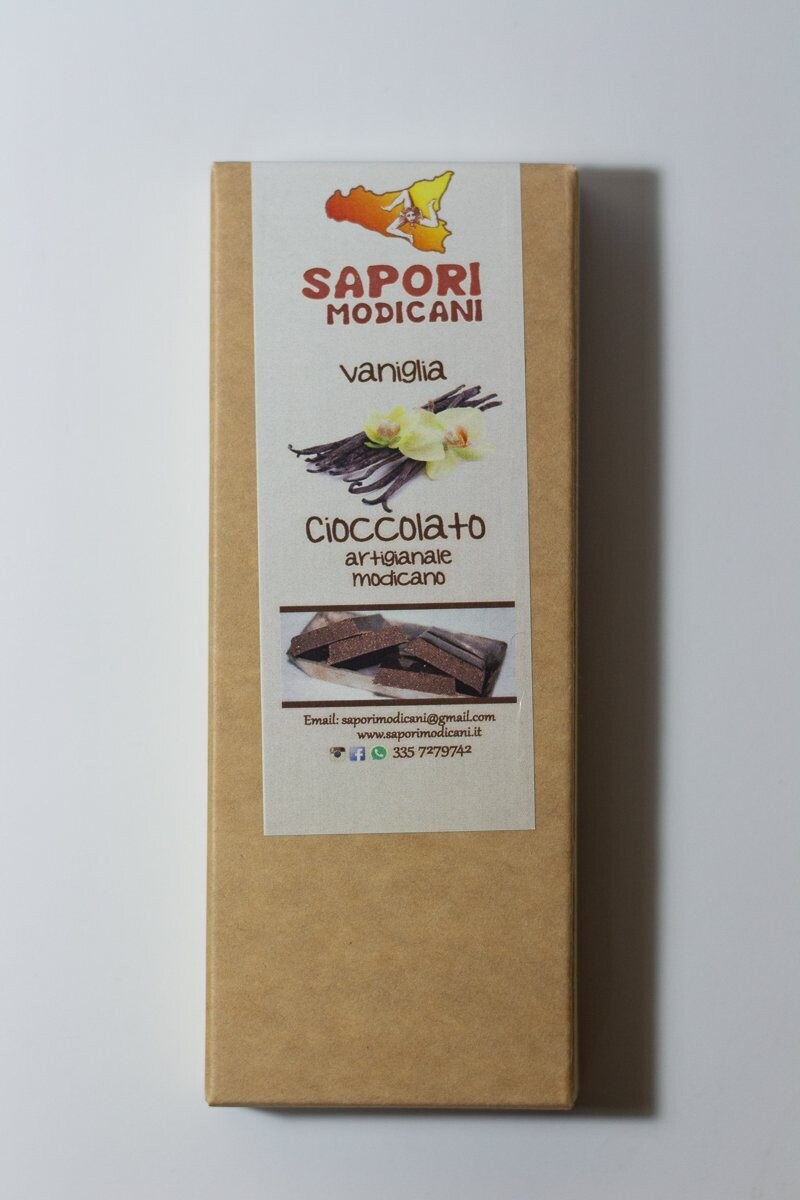 SAPORI
MODICANI
vaniglia
cioccolato
artigianale
modicano
Email: saporimodicani@gmail.com
www.saporimodicani.it
335 7279742